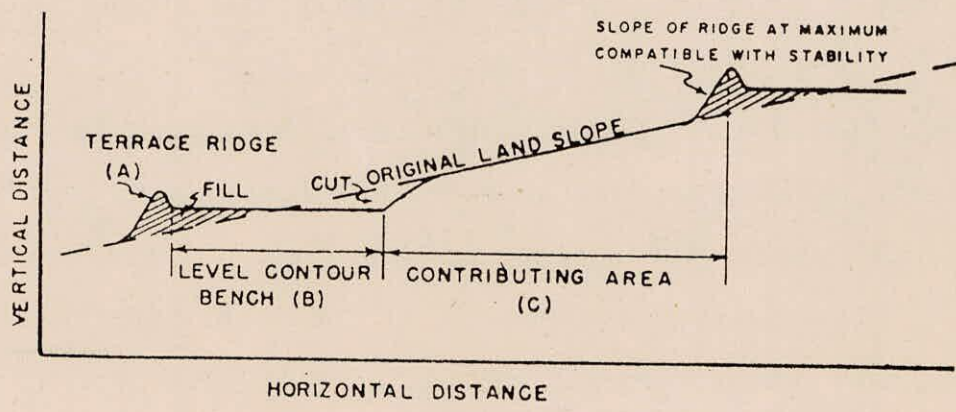 SLOPE OF RIDGE AT MAXIMUM
COMPATIBLE WITH STABILITY
TERRACE RIDGE
(A)
FILL
CUT
ORIGINAL LAND SLOPE
LEVEL CONTOUR
BENCH (B)
CONTRIBUTING AREA
(C)
VERTICAL DISTANCE
HORIZONTAL DISTANCE